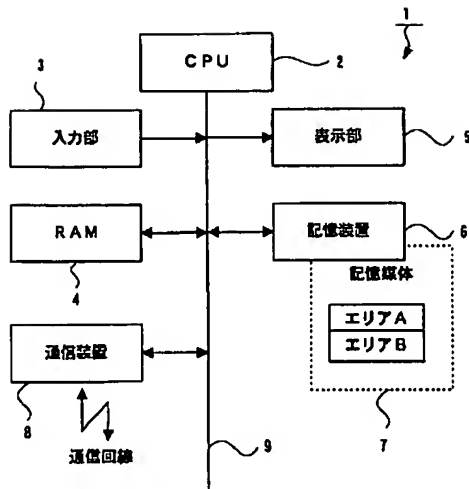 1
3
CPU
2
入力部
表示部
5
RAM
記憶装置
6
4
記憶媒体
エリアA
エリアB
通信装置
8
通信回線
9
7